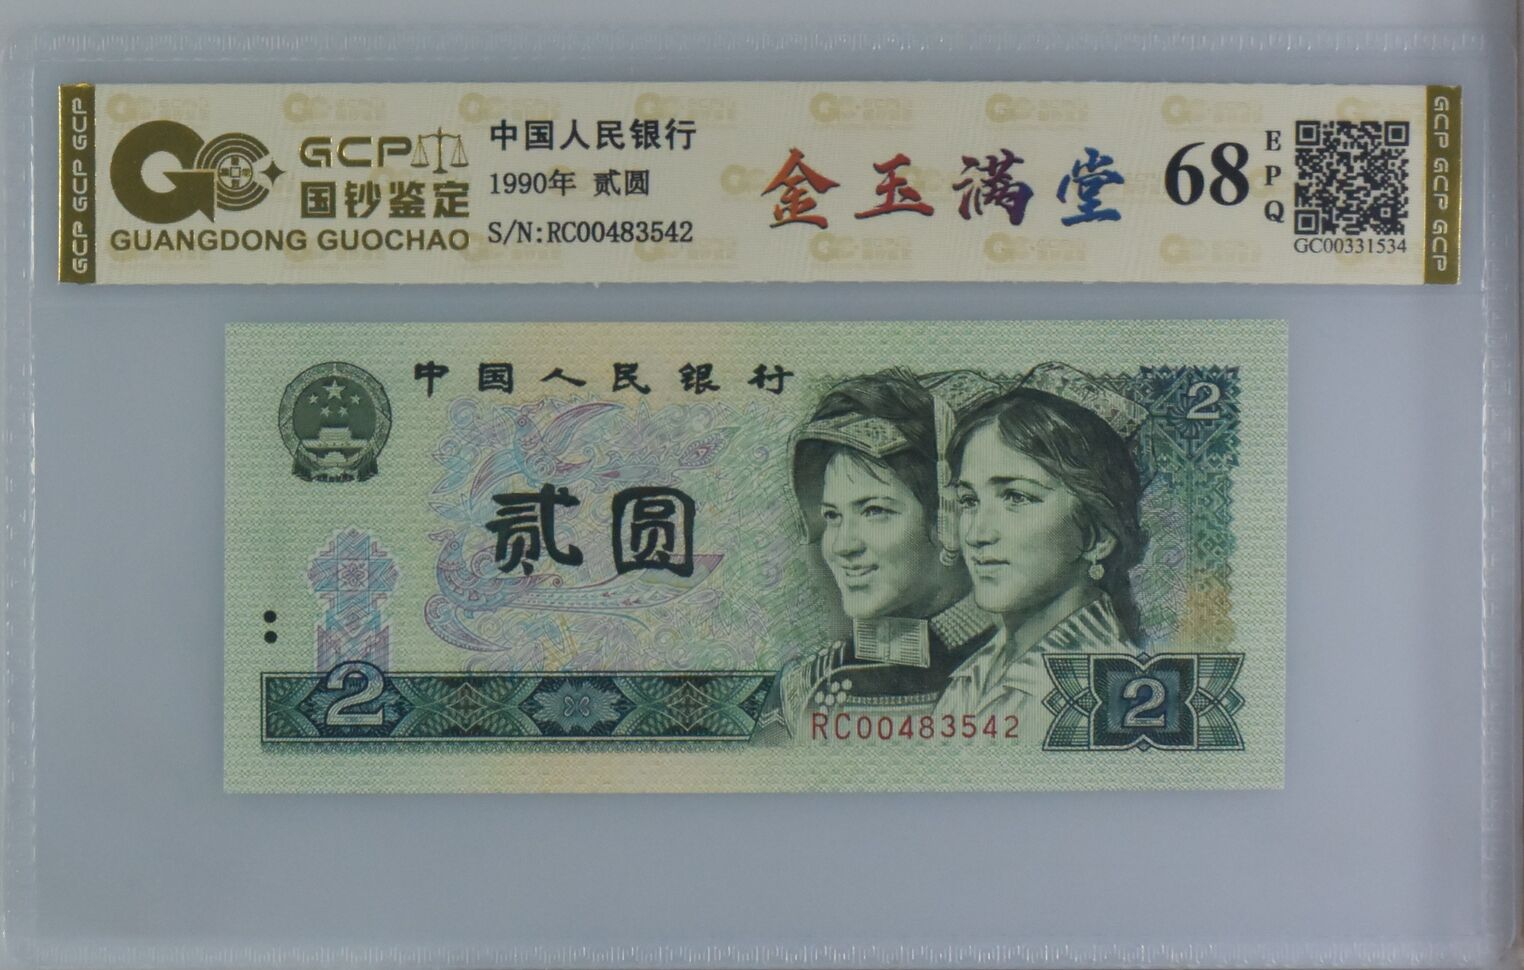 GCP GCP GCP
GCP
国钞鉴定
GUANGDONG GUOCHAO
中国人民银行
1990年 贰圆
S/N:RC00483542
金玉满堂
68
EPQ
GC00331534
GCP GCP GCP
中国人民银行
2
贰圆
2
RC00483542
2